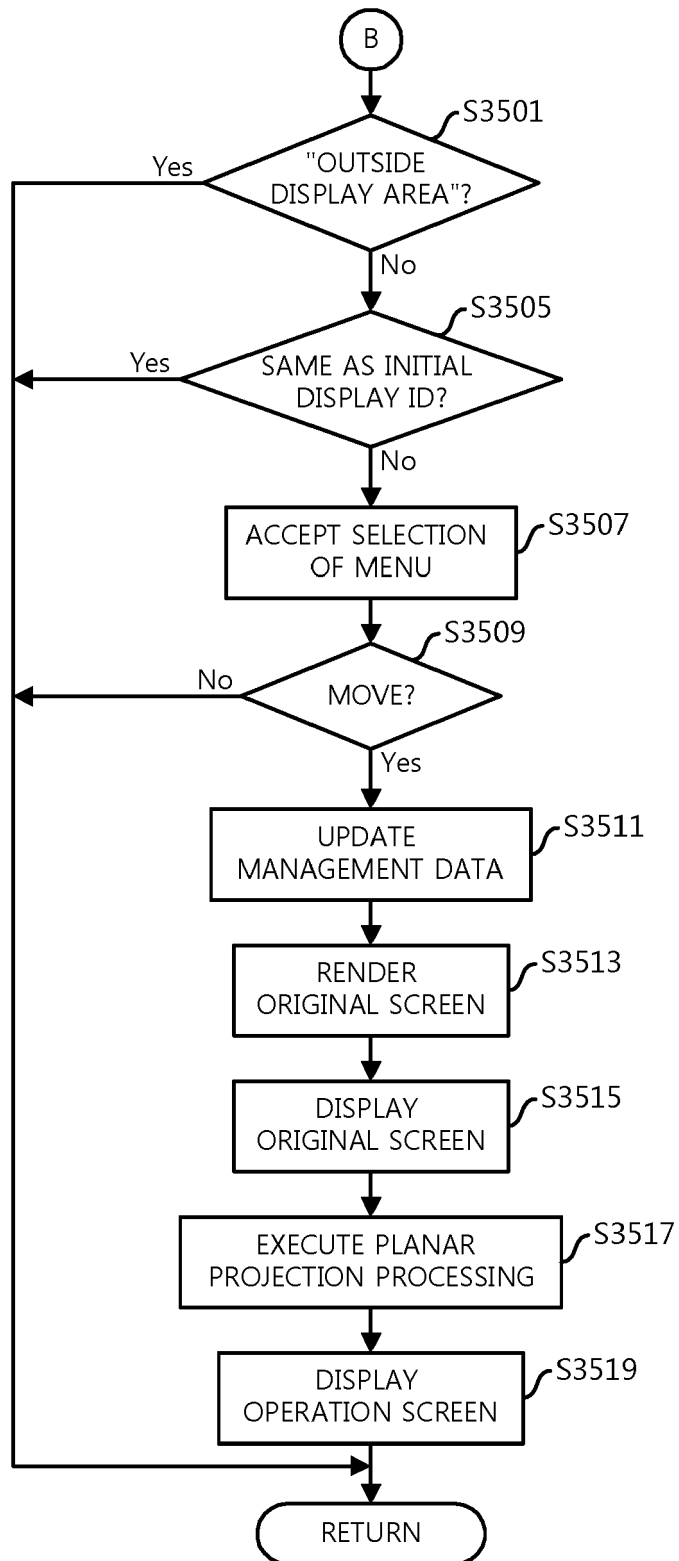 B
S3501
Yes
"OUTSIDE
DISPLAY AREA"?
No
S3505
Yes
SAME AS INITIAL
DISPLAY ID?
No
ACCEPT SELECTION
OF MENU
S3507
S3509
No
MOVE?
Yes
UPDATE
MANAGEMENT DATA
S3511
RENDER
ORIGINAL SCREEN
S3513
DISPLAY
ORIGINAL SCREEN
S3515
EXECUTE PLANAR
PROJECTION PROCESSING
S3517
DISPLAY
OPERATION SCREEN
S3519
RETURN